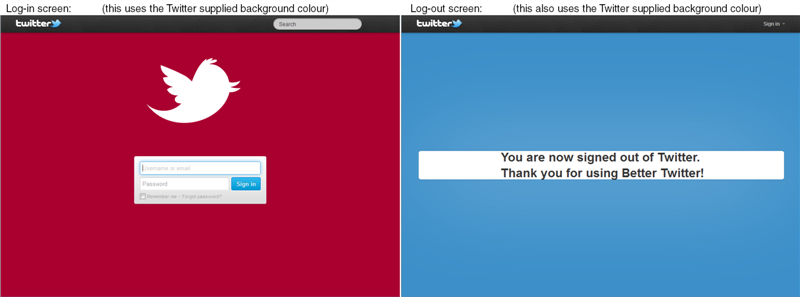 Log-in screen: (this uses the Twitter supplied background colour)
twitter
Search
Username or email
Password
Sign in
Remember me · Forgot password?
Log-out screen: (this also uses the Twitter supplied background colour)
twitter
Sign in
You are now signed out of Twitter.
Thank you for using Better Twitter!